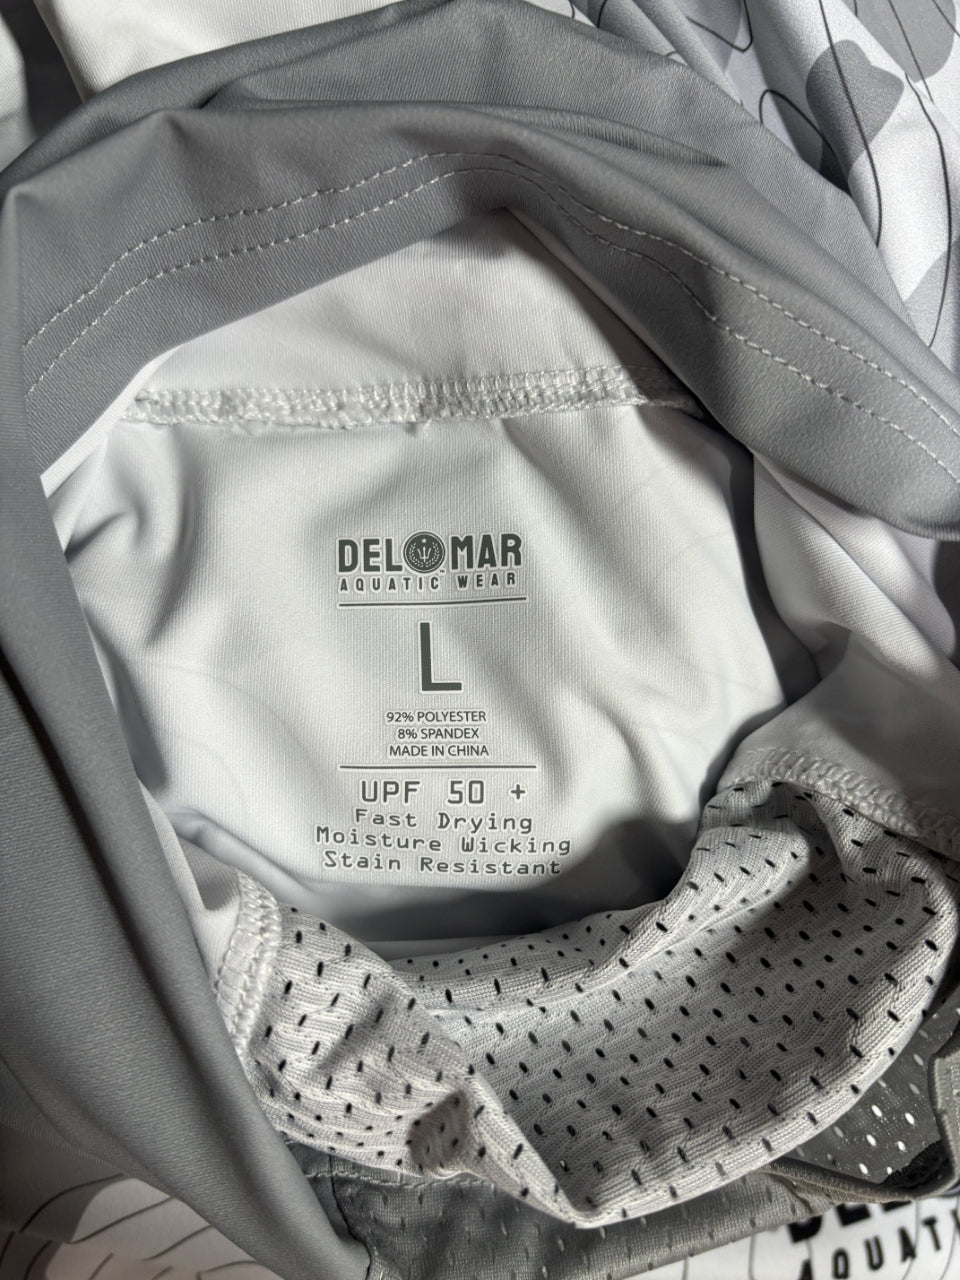 DEL MAR
AQUATIC WEAR
L
92% POLYESTER
8% SPANDEX
MADE IN CHINA
UPF 50 +
Fast Drying
Moisture Wicking
Stain Resistant